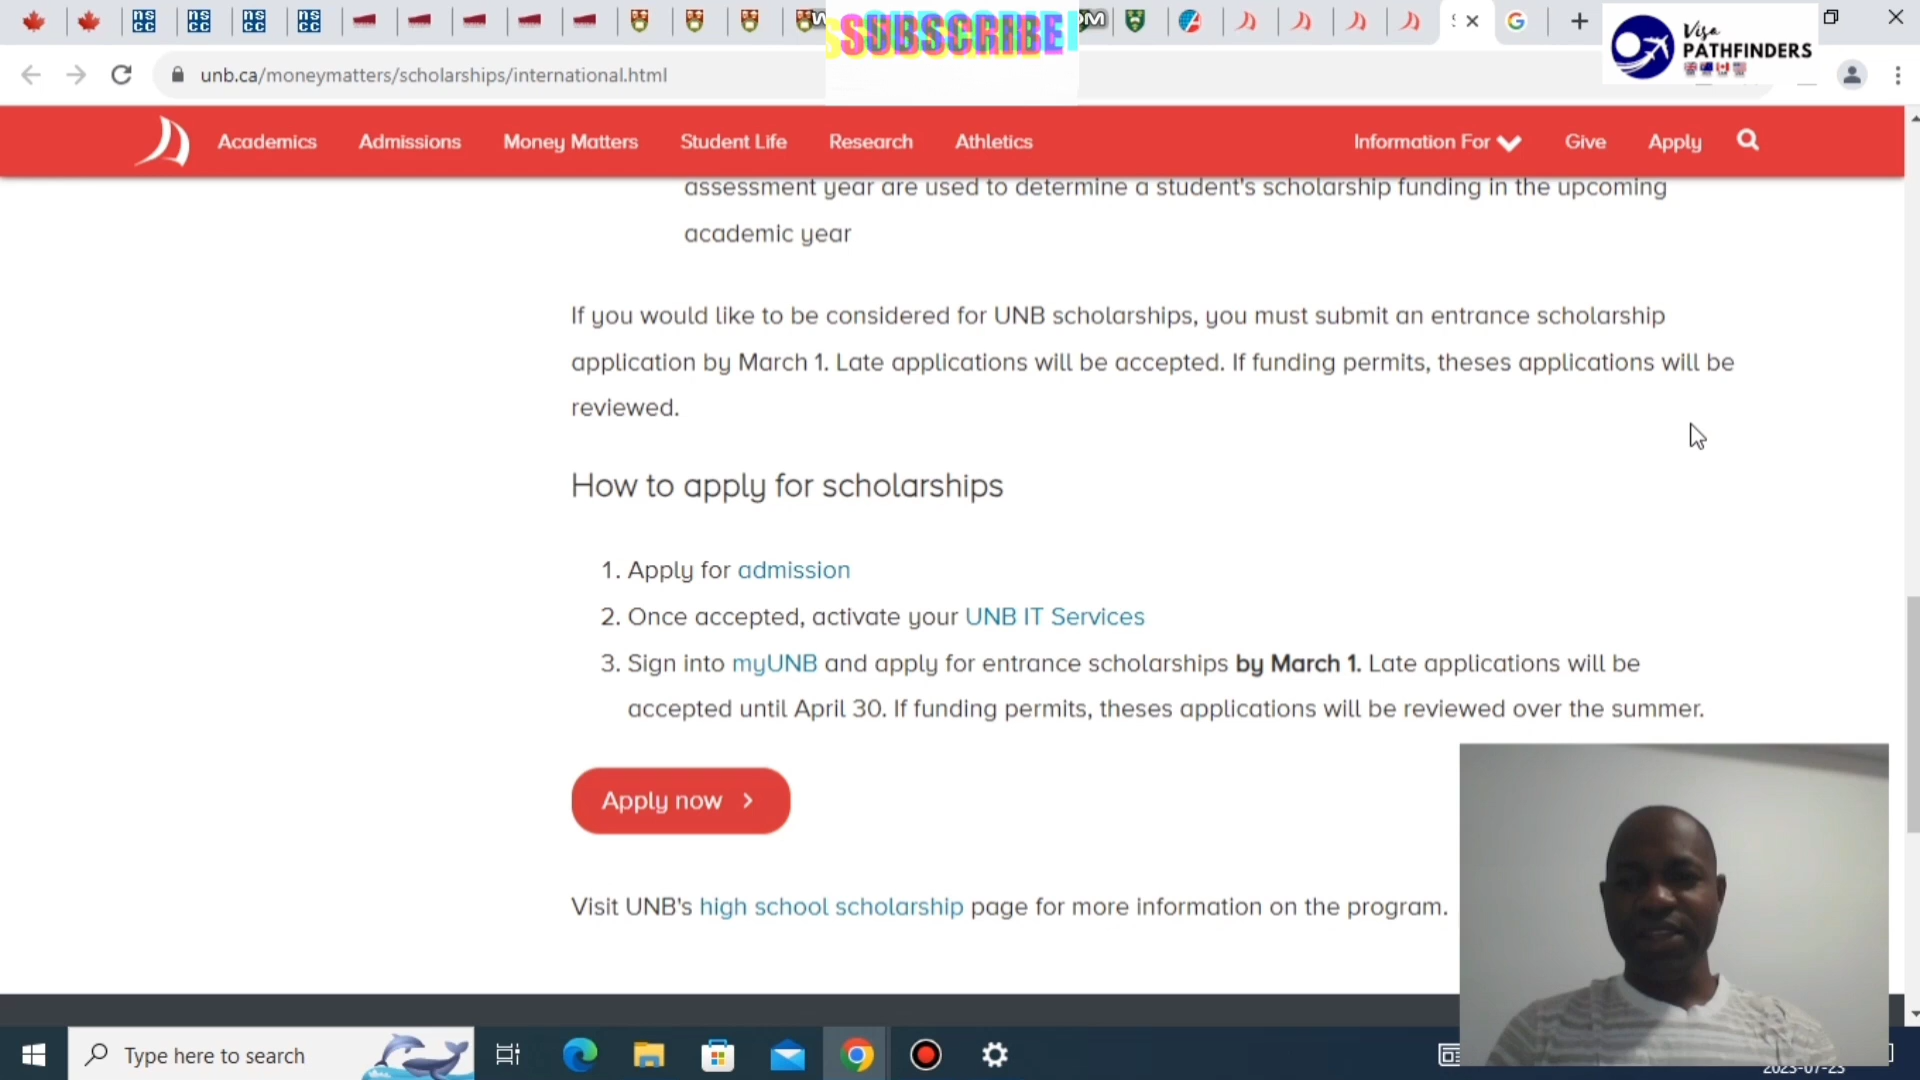 SUBSCRIBE
Visa
PATHFINDERS
unb.ca/moneymatters/scholarships/international.html
Academics Admissions Money Matters Student Life Research Athletics Information For Give Apply
assessment year are used to determine a student's scholarship funding in the upcoming
academic year
If you would like to be considered for UNB scholarships, you must submit an entrance scholarship
application by March 1. Late applications will be accepted. If funding permits, theses applications will be
reviewed.
How to apply for scholarships
1. Apply for admission
2. Once accepted, activate your UNB IT Services
3. Sign into myUNB and apply for entrance scholarships by March 1. Late applications will be
accepted until April 30. If funding permits, theses applications will be reviewed over the summer.
Apply now
Visit UNB's high school scholarship page for more information on the program.
Type here to search
2023-07-23